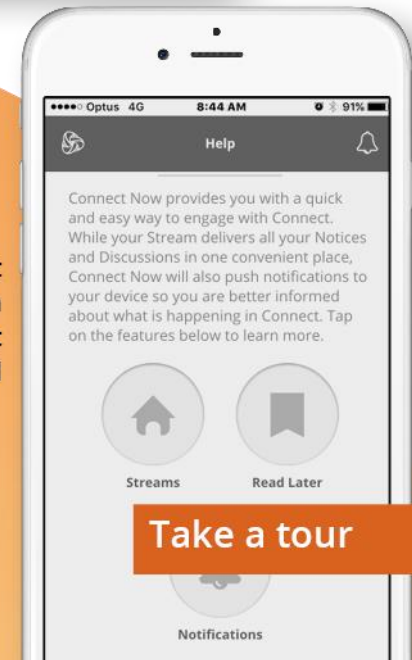 Optus 4G 8:44 AM 91%
Help
Connect Now provides you with a quick
and easy way to engage with Connect.
While your Stream delivers all your Notices
and Discussions in one convenient place,
Connect Now will also push notifications to
your device so you are better informed
about what is happening in Connect. Tap
on the features below to learn more.
Streams Read Later
Take a tour
Notifications